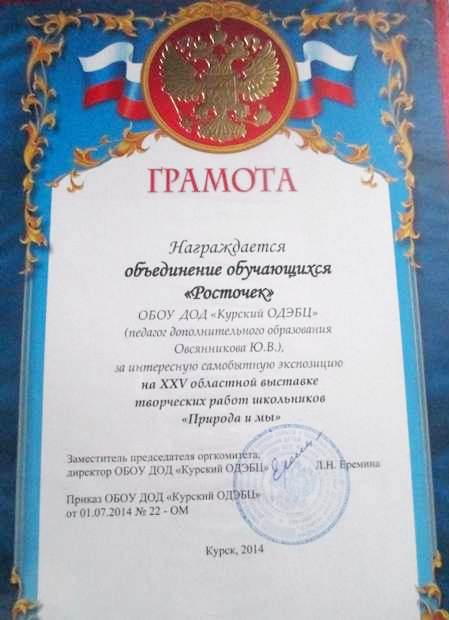 ГРАМОТА
Награждается
объединение обучающихся
«Росточек»
ОБОУ ДОД «Курский ОДЭБЦ»
(педагог дополнительного образования
Овсянникова Ю.В.),
за интересную самобытную экспозицию
на XXV областной выставке
творческих работ школьников
«Природа и мы»
Заместитель председателя оргкомитета,
директор ОБОУ ДОД «Курский ОДЭБЦ» Л.Н. Еремина
Приказ ОБОУ ДОД «Курский ОДЭБЦ»
от 01.07.2014 № 22 - ОМ
Курск, 2014